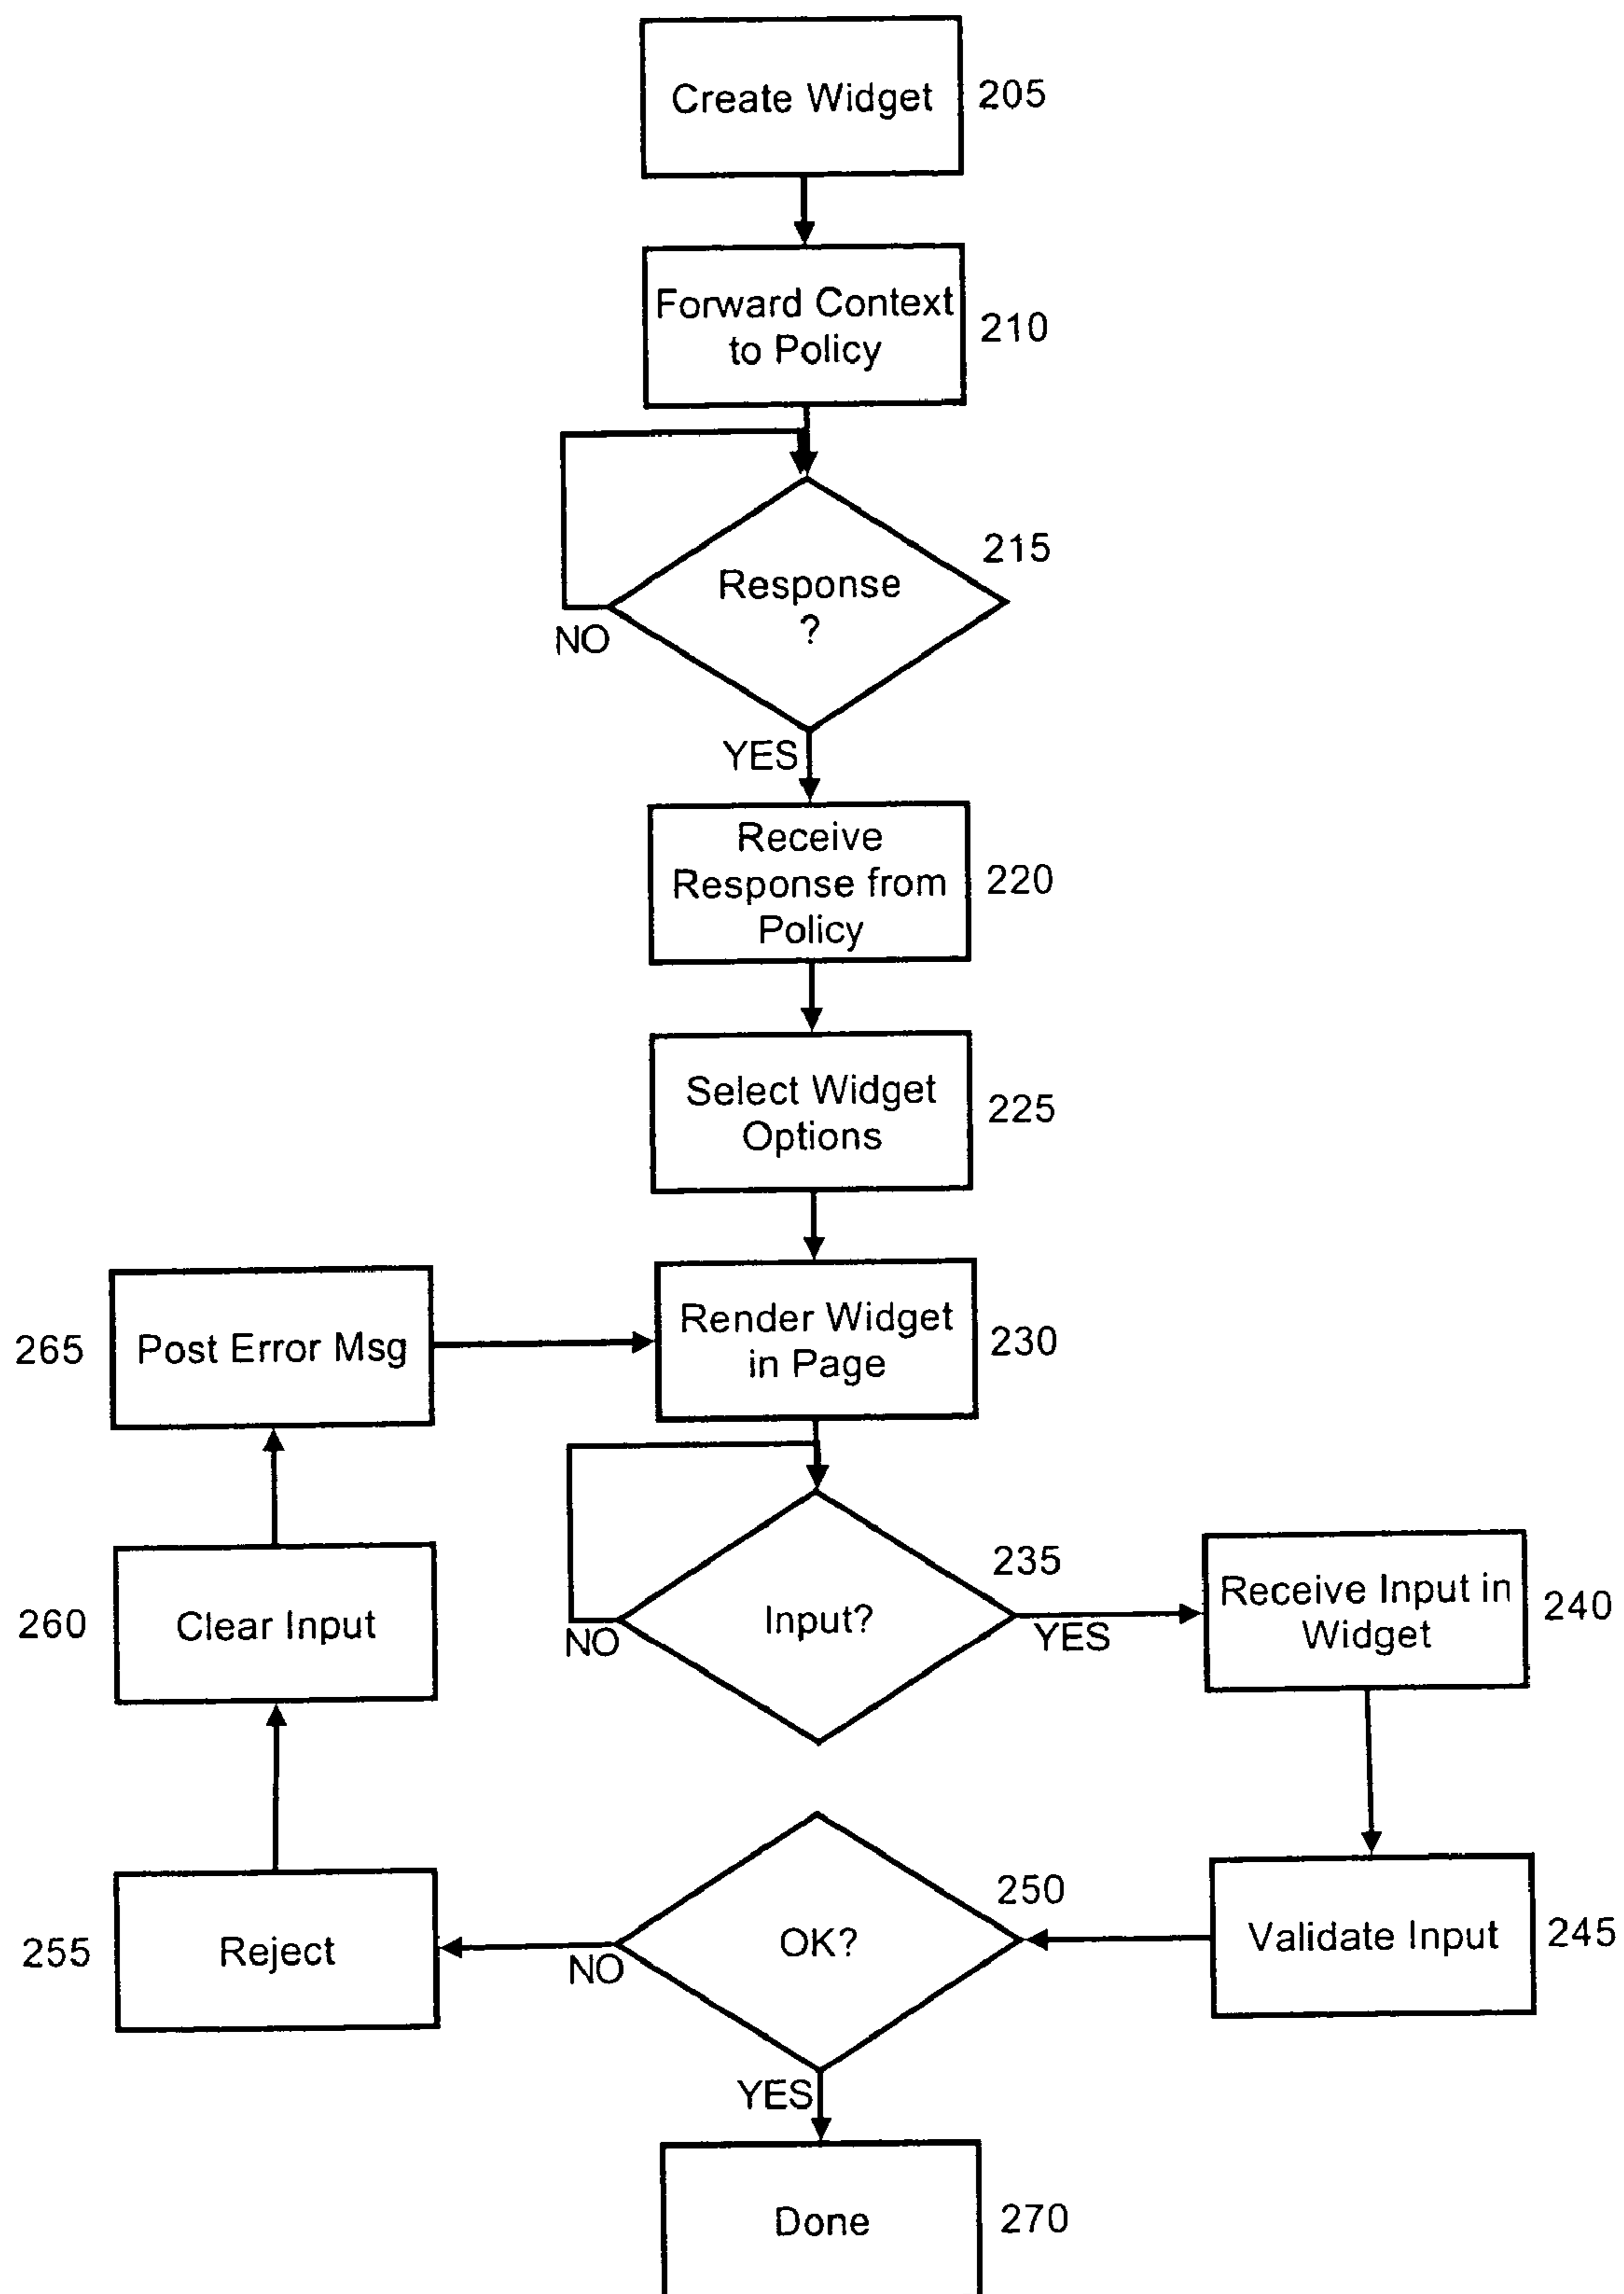 Create Widget
205
Forward Context
to Policy
210
215
Response
?
NO
YES
Receive
Response from
Policy
220
Select Widget
Options
225
265
Post Error Msg
Render Widget
in Page
230
235
Input?
NO
YES
Receive Input in
Widget
240
260
Clear Input
250
OK?
NO
YES
Validate Input
245
255
Reject
Done
270